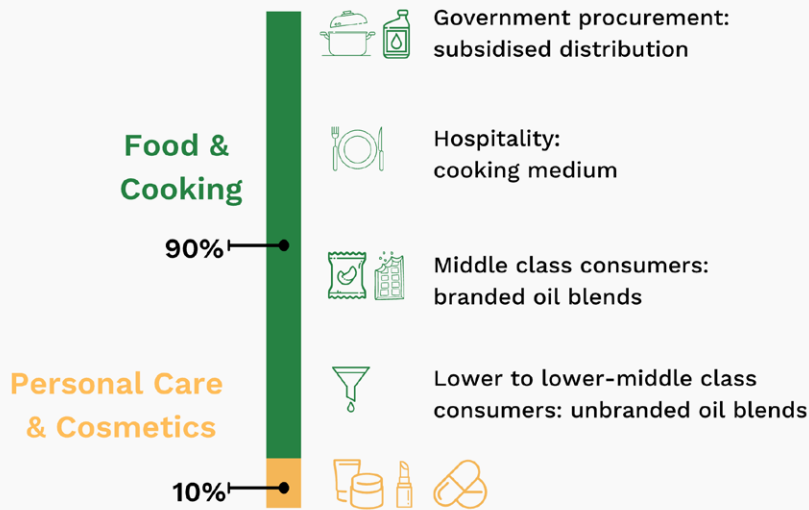 Government procurement:
subsidised distribution
Food &
Cooking
Hospitality:
cooking medium
90%
Middle class consumers:
branded oil blends
Personal Care
& Cosmetics
Lower to lower-middle class
consumers: unbranded oil blends
10%